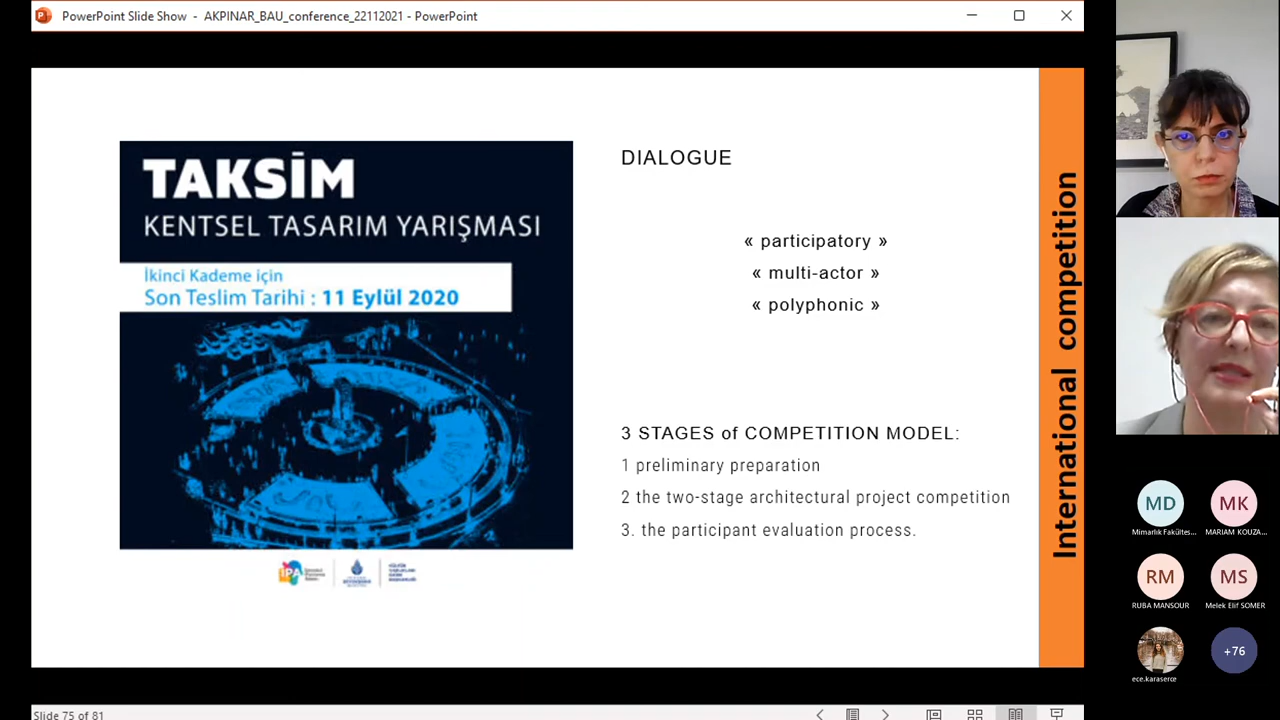 PowerPoint Slide Show - AKPINAR_BAU_conference_22112021 - PowerPoint
TAKSİM
KENTSEL TASARIM YARIŞMASI
İkinci Kademe için
Son Teslim Tarihi : 11 Eylül 2020
DIALOGUE
« participatory »
« multi-actor »
« polyphonic »
3 STAGES of COMPETITION MODEL:
1 preliminary preparation
2 the two-stage architectural project competition
3. the participant evaluation process.
International competition
iPA
MD
Mimarlık Fakültes...
MK
MARIAM KOUZA...
RM
RUBA MANSOUR
MS
Melek Elif SOMER
ece.karaserce
+76
Slide 75 of 81